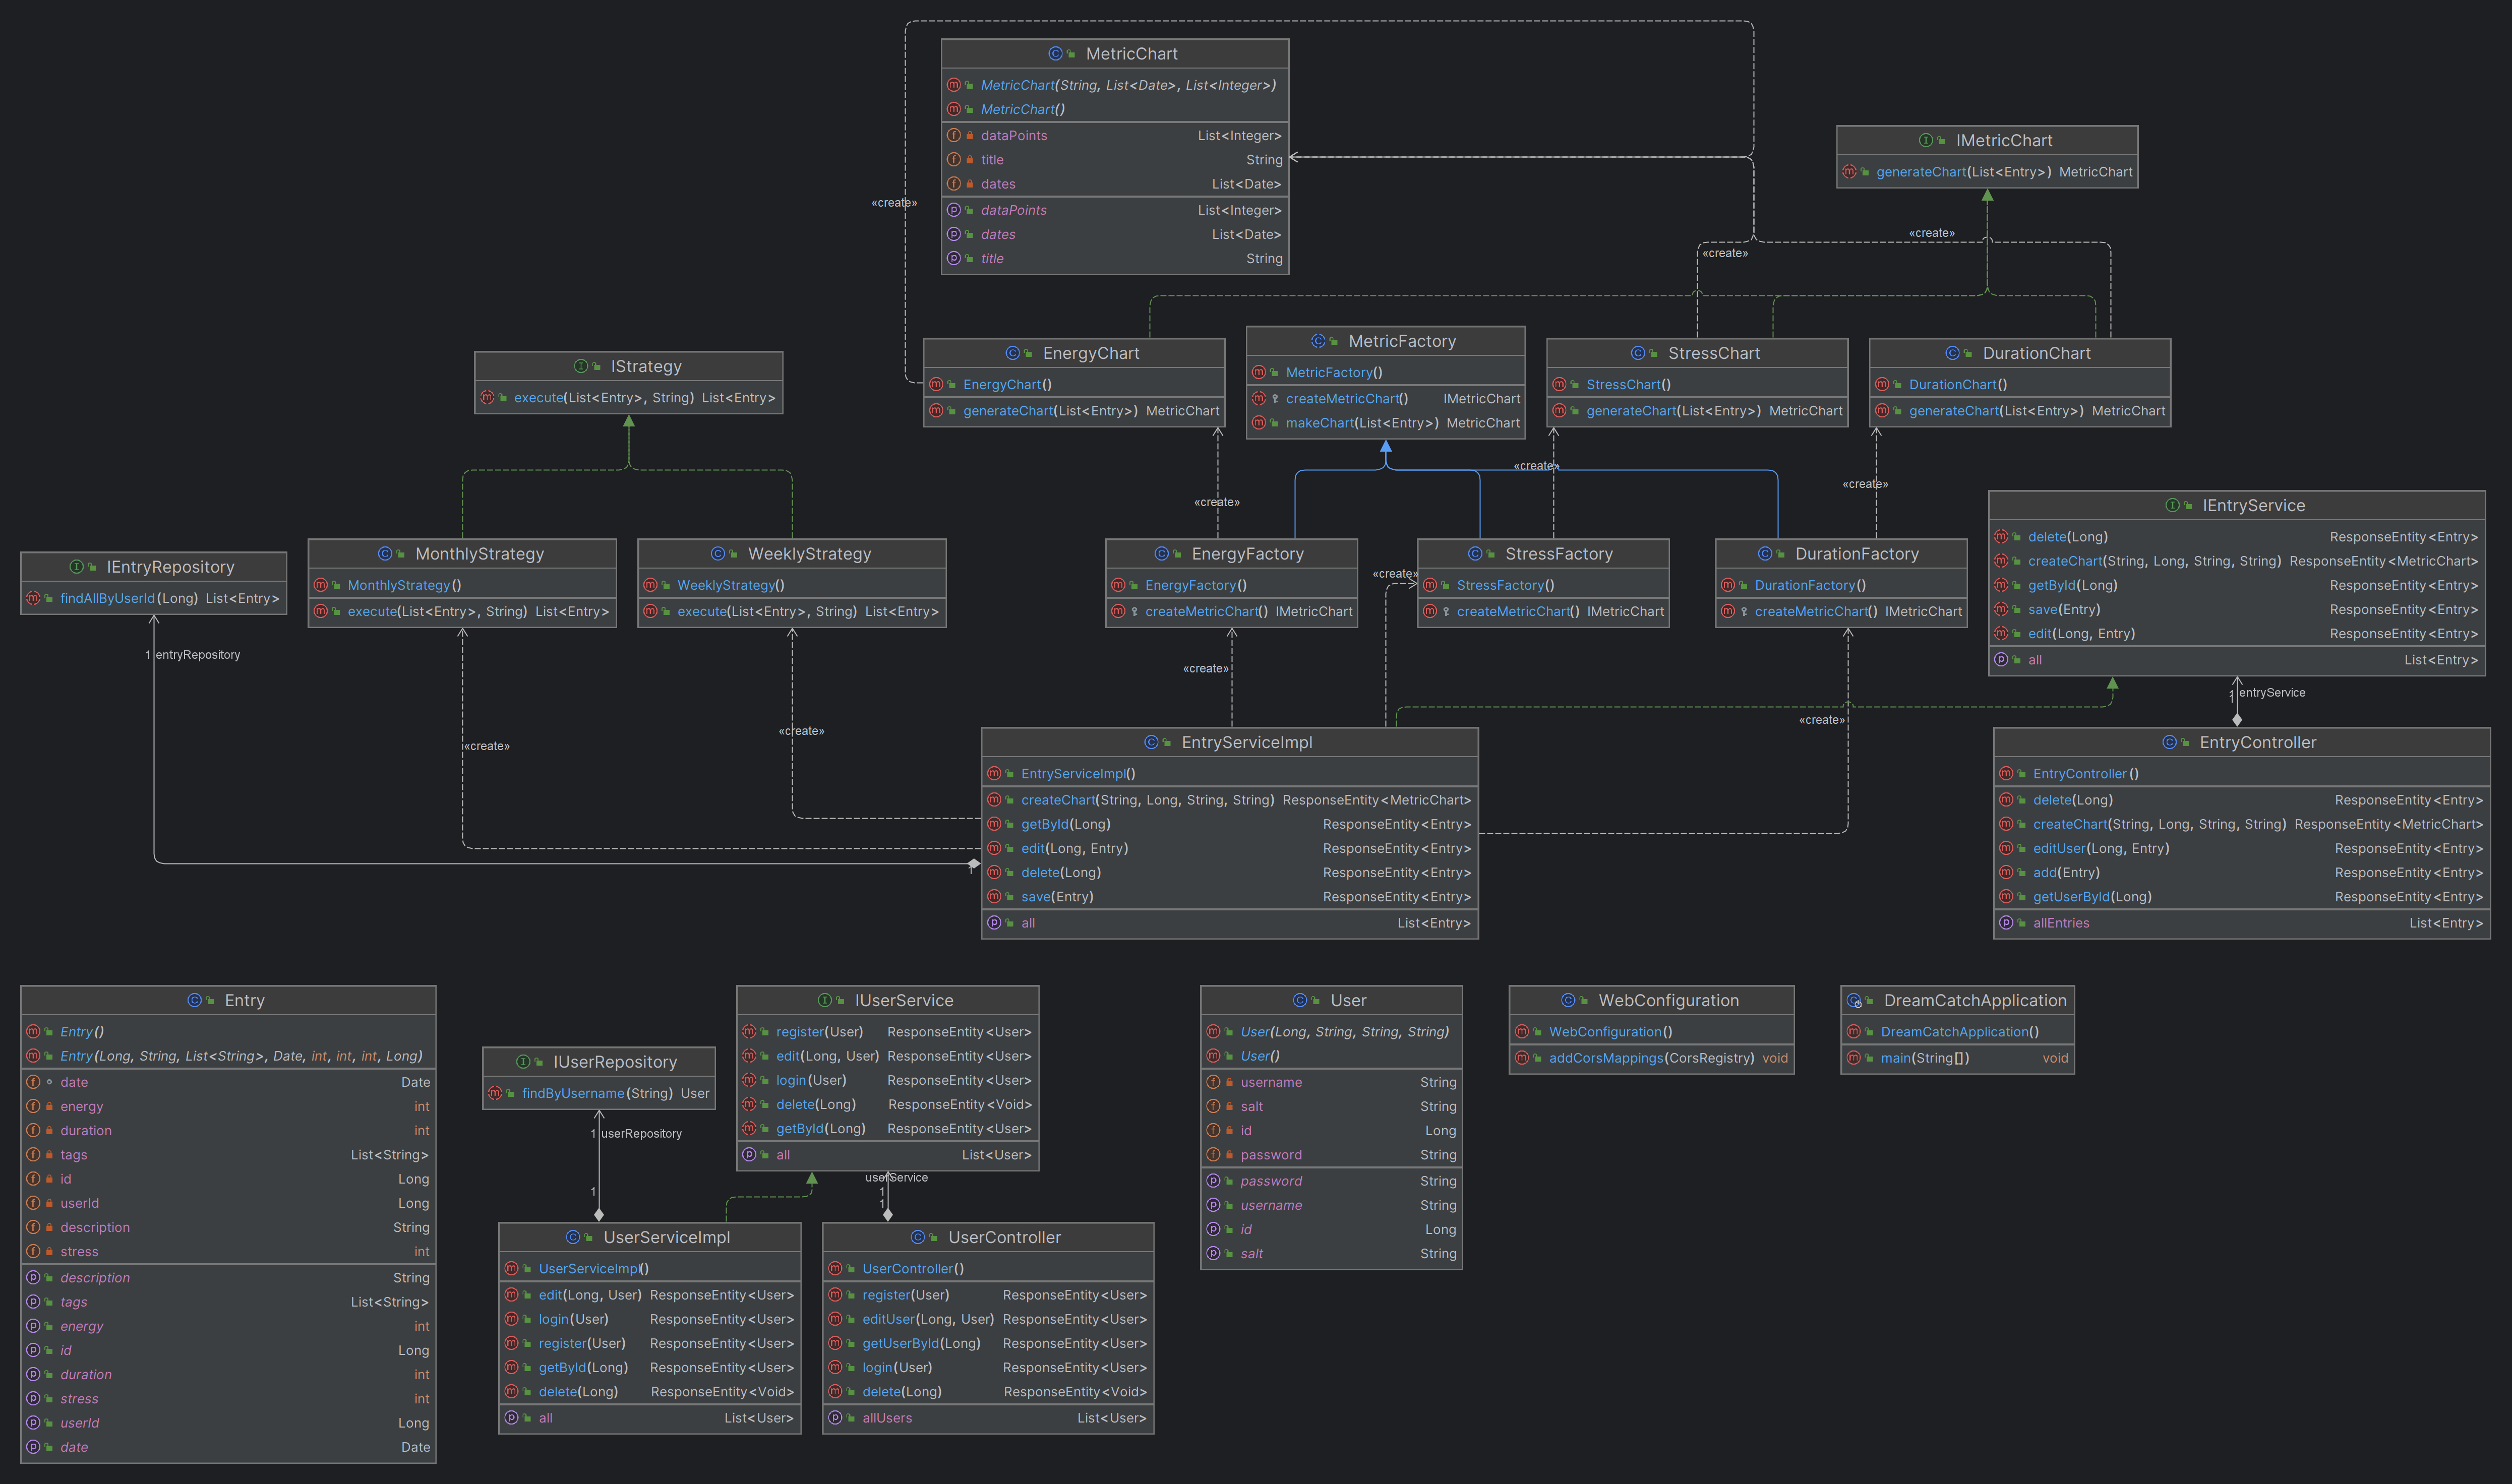 MetricChart
MetricChart(String, List<Date>, List<Integer>)
MetricChart()
dataPoints List<Integer>
title String
dates List<Date>
dataPoints List<Integer>
dates List<Date>
title String
IMetricChart
generateChart(List<Entry>) MetricChart
«create»
«create»
«create»
IStrategy
execute(List<Entry>, String) List<Entry>
EnergyChart
EnergyChart()
generateChart(List<Entry>) MetricChart
MetricFactory
MetricFactory()
createMetricChart() IMetricChart
makeChart(List<Entry>) MetricChart
StressChart
StressChart()
generateChart(List<Entry>) MetricChart
DurationChart
DurationChart()
generateChart(List<Entry>) MetricChart
«create»
«create»
«create»
IEntryRepository
findAllByUserId(Long) List<Entry>
MonthlyStrategy
MonthlyStrategy()
execute(List<Entry>, String) List<Entry>
WeeklyStrategy
WeeklyStrategy()
execute(List<Entry>, String) List<Entry>
EnergyFactory
EnergyFactory()
createMetricChart() IMetricChart
StressFactory
StressFactory()
createMetricChart() IMetricChart
DurationFactory
DurationFactory()
createMetricChart() IMetricChart
IEntryService
delete(Long) ResponseEntity<Entry>
createChart(String, Long, String, String) ResponseEntity<MetricChart>
getById(Long) ResponseEntity<Entry>
save(Entry) ResponseEntity<Entry>
edit(Long, Entry) ResponseEntity<Entry>
all List<Entry>
«create»
1 entryRepository
«create»
1 entryService
«create»
«create»
«create»
EntryServiceImpl
EntryServiceImpl()
createChart(String, Long, String, String) ResponseEntity<MetricChart>
getById(Long) ResponseEntity<Entry>
edit(Long, Entry) ResponseEntity<Entry>
delete(Long) ResponseEntity<Entry>
save(Entry) ResponseEntity<Entry>
all List<Entry>
1
EntryController
EntryController()
delete(Long) ResponseEntity<Entry>
createChart(String, Long, String, String) ResponseEntity<MetricChart>
editUser(Long, Entry) ResponseEntity<Entry>
add(Entry) ResponseEntity<Entry>
getUserById(Long) ResponseEntity<Entry>
allEntries List<Entry>
Entry
Entry()
Entry(Long, String, List<String>, Date, int, int, int, Long)
date Date
energy int
duration int
tags List<String>
id Long
userId Long
description String
stress int
description String
tags List<String>
energy int
id Long
duration int
stress int
userId Long
date Date
IUserRepository
findByUsername(String) User
1 userRepository
1
IUserService
register(User) ResponseEntity<User>
edit(Long, User) ResponseEntity<User>
login(User) ResponseEntity<User>
delete(Long) ResponseEntity<Void>
getById(Long) ResponseEntity<User>
all List<User>
userService
1
1
UserServiceImpl
UserServiceImpl()
edit(Long, User) ResponseEntity<User>
login(User) ResponseEntity<User>
register(User) ResponseEntity<User>
getById(Long) ResponseEntity<User>
delete(Long) ResponseEntity<Void>
all List<User>
UserController
UserController()
register(User) ResponseEntity<User>
editUser(Long, User) ResponseEntity<User>
getUserById(Long) ResponseEntity<User>
login(User) ResponseEntity<User>
delete(Long) ResponseEntity<Void>
allUsers List<User>
User
User(Long, String, String, String)
User()
username String
salt String
id Long
password String
password String
username String
id Long
salt String
WebConfiguration
WebConfiguration()
addCorsMappings(CorsRegistry) void
DreamCatchApplication
DreamCatchApplication()
main(String[]) void